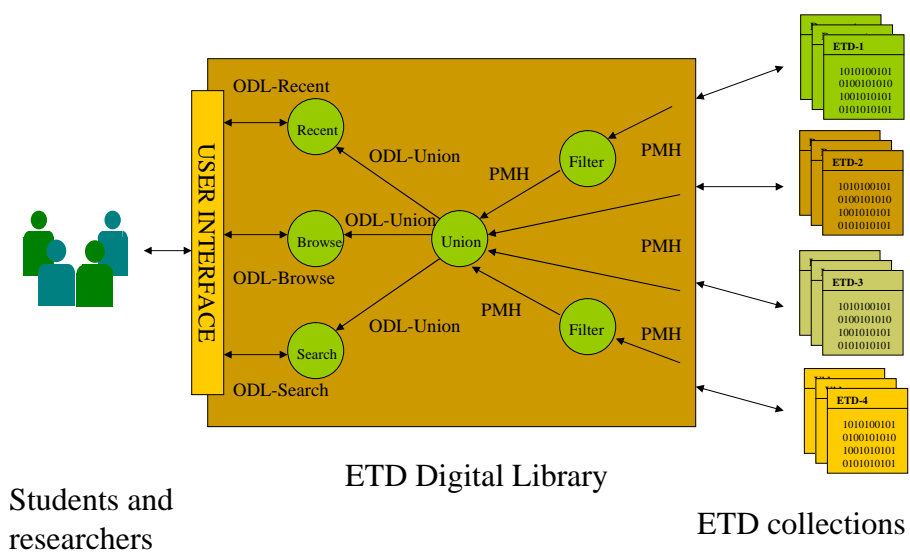 ETD-1
1010100101
0100101010
1001010101
0101010101
ODL-Recent
Recent
ODL-Union
PMH
Filter
PMH
ETD-2
1010100101
0100101010
1001010101
0101010101
USER INTERFACE
ODL-Union
Browse
Union
ODL-Browse
PMH
ETD-3
1010100101
0100101010
1001010101
0101010101
ODL-Union
PMH
Filter
PMH
Search
ODL-Search
ETD-4
1010100101
0100101010
1001010101
0101010101
ETD Digital Library
Students and
researchers
ETD collections